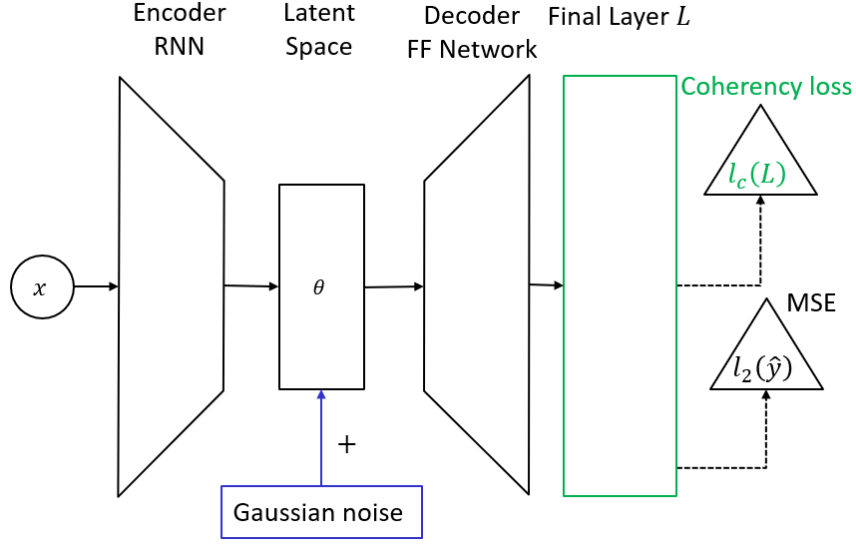 Encoder
RNN
Latent
Space
Decoder
FF Network
Final Layer L
Coherency loss
l_c(L)
x
θ
MSE
l_2(ŷ)
+
Gaussian noise